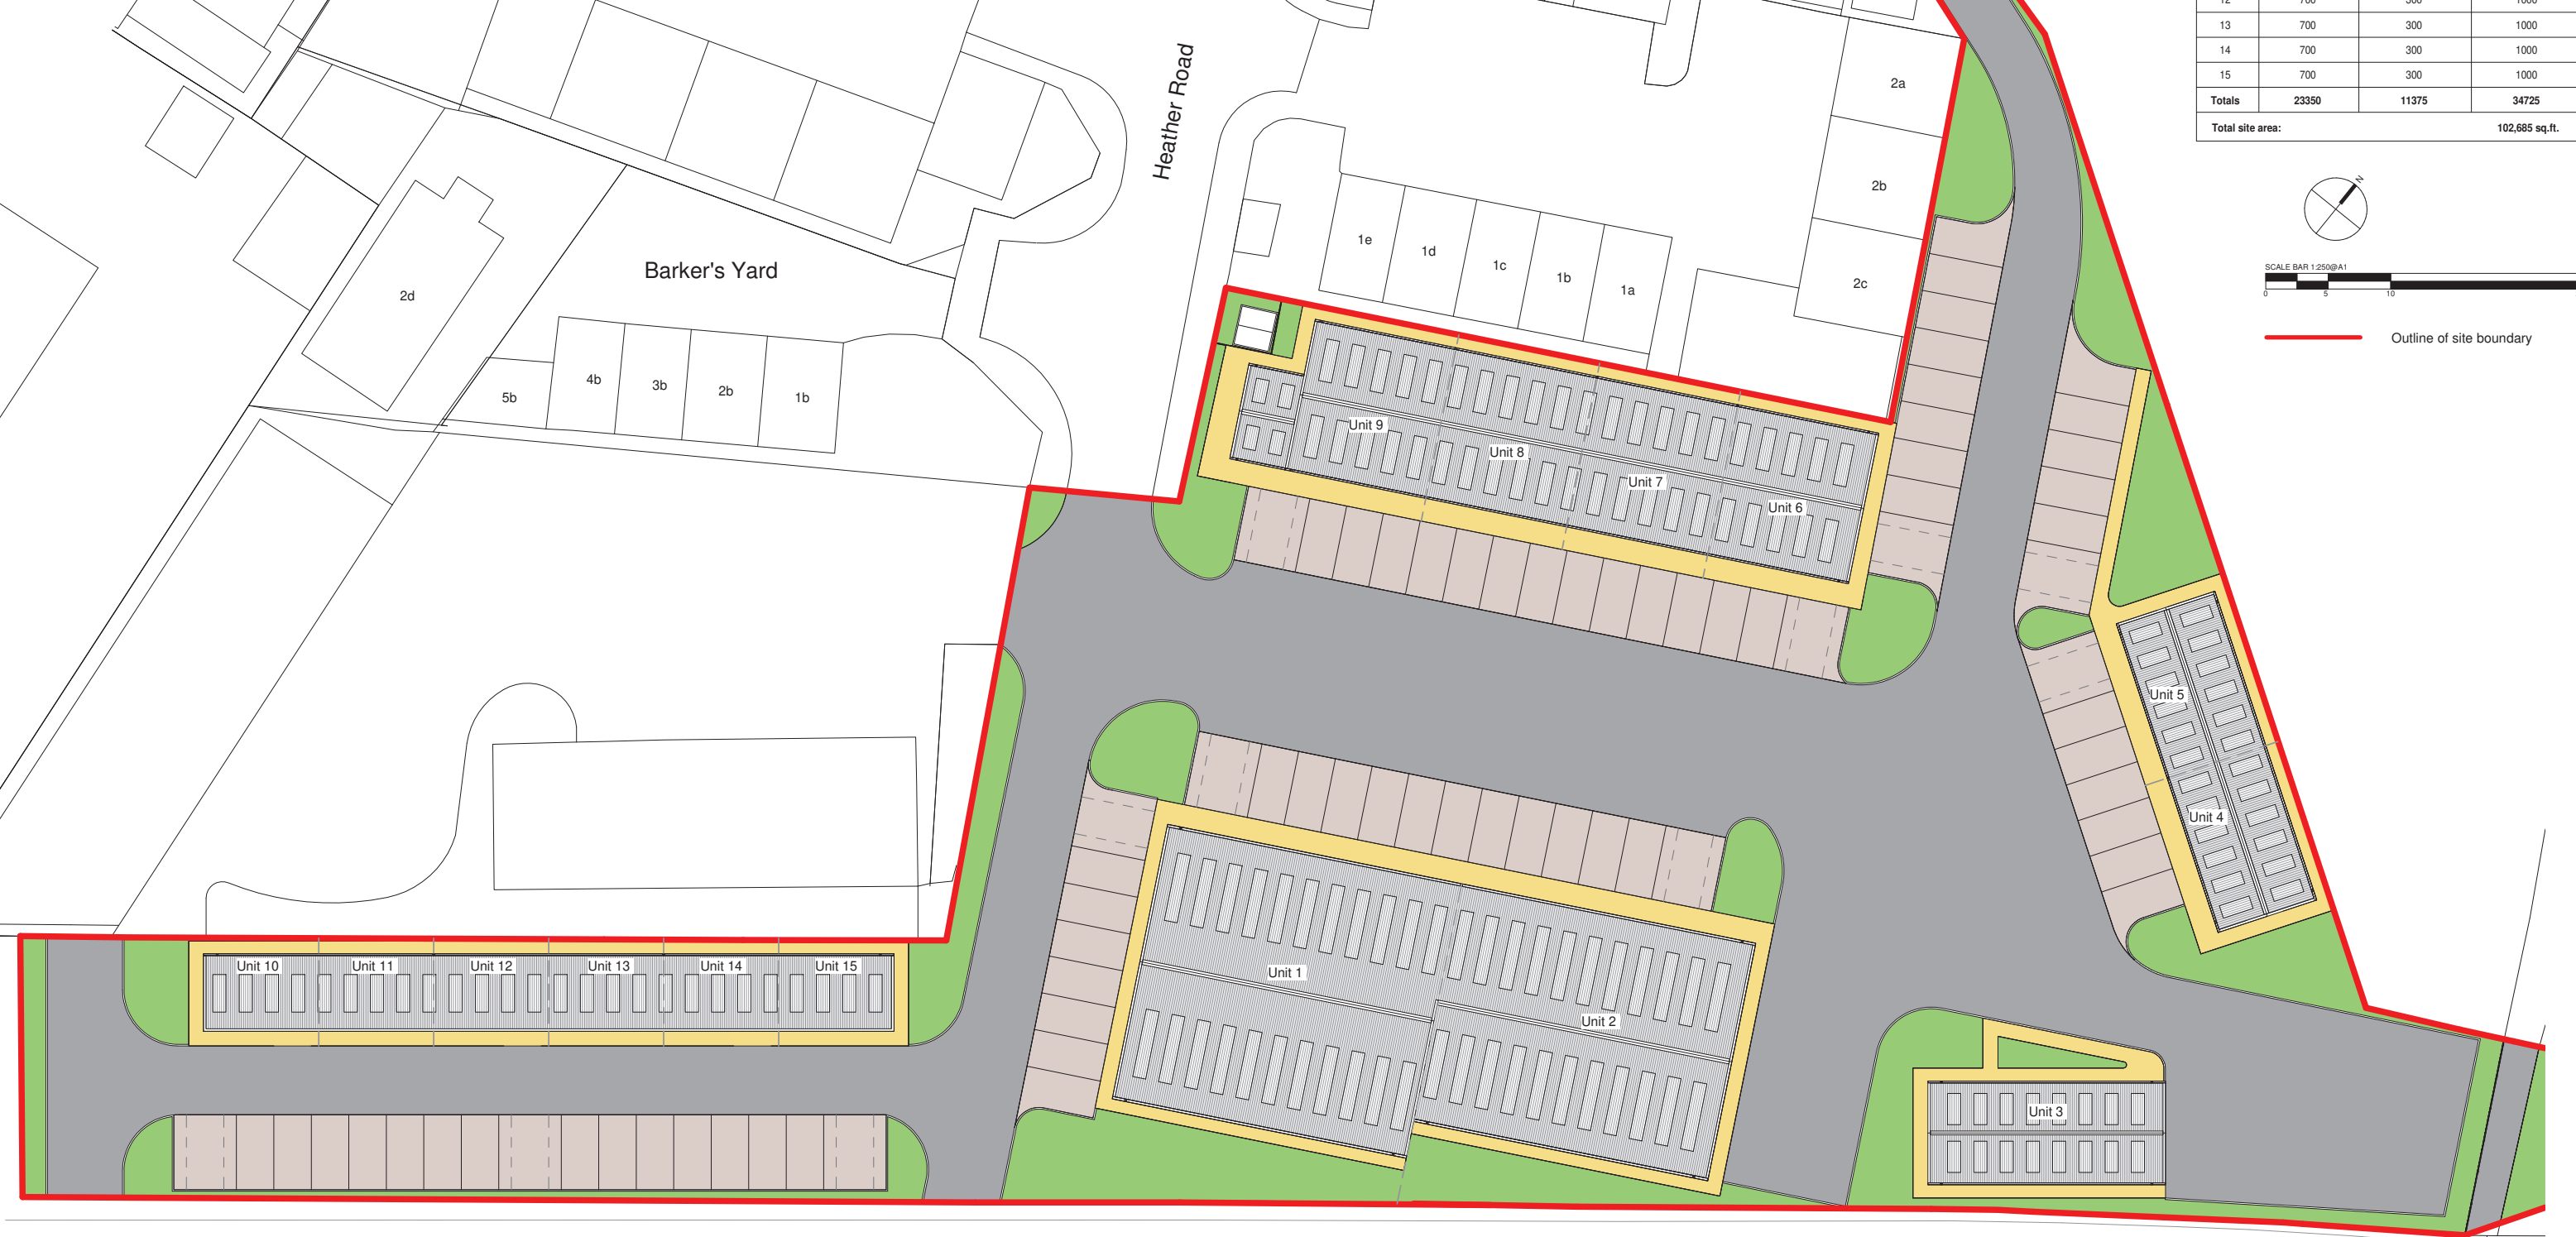 12 700 300 1000
13 700 300 1000
14 700 300 1000
15 700 300 1000
Totals 23350 11375 34725
Total site area: 102,685 sq.ft.
N
SCALE BAR 1:250@A1
0 5 10
Outline of site boundary
Heather Road
Barker's Yard
2a
2b
2c
1e
1d
1c
1b
1a
2d
5b
4b
3b
2b
1b
Unit 9
Unit 8
Unit 7
Unit 6
Unit 5
Unit 4
Unit 10
Unit 11
Unit 12
Unit 13
Unit 14
Unit 15
Unit 1
Unit 2
Unit 3